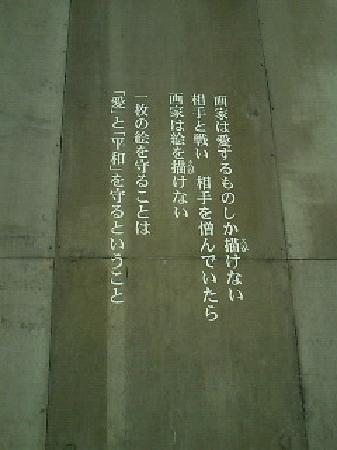 画家は愛するものしか描けない
相手と戦い 相手を憎んでいたら
画家は絵を描けない
一枚の絵を守ることは
「愛」と「平和」を守るということ